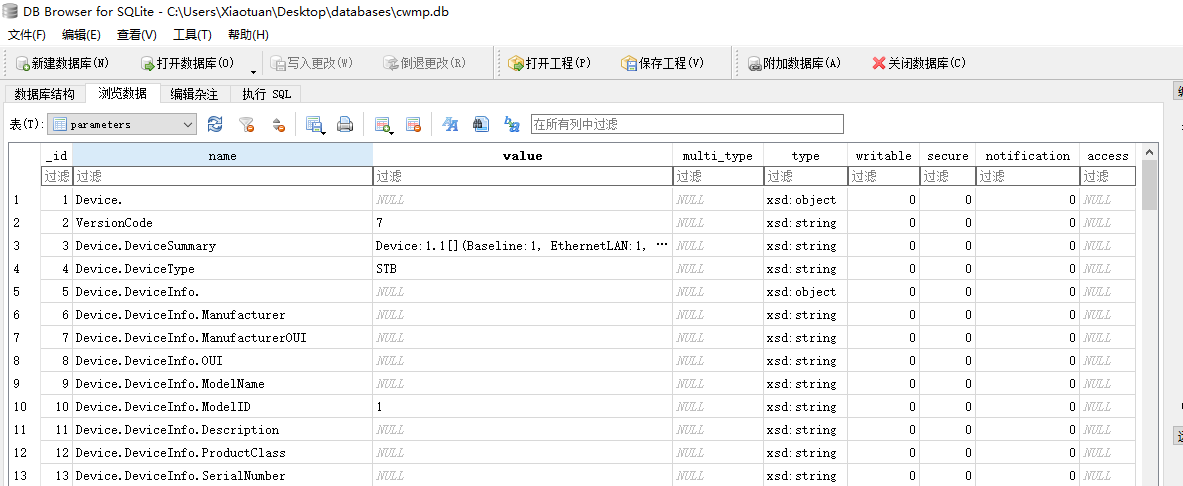 DB Browser for SQLite - C:\Users\Xiaotuan\Desktop\databases\cwmp.db
文件(F) 编辑(E) 查看(V) 工具(T) 帮助(H)
新建数据库(N) 打开数据库(O) 写入更改(W) 倒退更改(R) 打开工程(P) 保存工程(V) 附加数据库(A) 关闭数据库(C)
数据库结构 浏览数据 编辑杂注 执行 SQL
表(T): parameters 在所有列中过滤
_id name value multi_type type writable secure notification access
过滤 过滤 过滤 过滤 过滤 过滤 过滤 过滤 过滤
1 1 Device. NULL NULL xsd:object 0 0 0 NULL
2 2 VersionCode 7 NULL xsd:string 0 0 0 NULL
3 3 Device.DeviceSummary Device:1.1[](Baseline:1, EthernetLAN:1, ... NULL xsd:string 0 0 0 NULL
4 4 Device.DeviceType STB NULL xsd:string 0 0 0 NULL
5 5 Device.DeviceInfo. NULL NULL xsd:object 0 0 0 NULL
6 6 Device.DeviceInfo.Manufacturer NULL NULL xsd:string 0 0 0 NULL
7 7 Device.DeviceInfo.ManufacturerOUI NULL NULL xsd:string 0 0 0 NULL
8 8 Device.DeviceInfo.OUI NULL NULL xsd:string 0 0 0 NULL
9 9 Device.DeviceInfo.ModelName NULL NULL xsd:string 0 0 0 NULL
10 10 Device.DeviceInfo.ModelID 1 NULL xsd:string 0 0 0 NULL
11 11 Device.DeviceInfo.Description NULL NULL xsd:string 0 0 0 NULL
12 12 Device.DeviceInfo.ProductClass NULL NULL xsd:string 0 0 0 NULL
13 13 Device.DeviceInfo.SerialNumber NULL NULL xsd:string 0 0 0 NULL